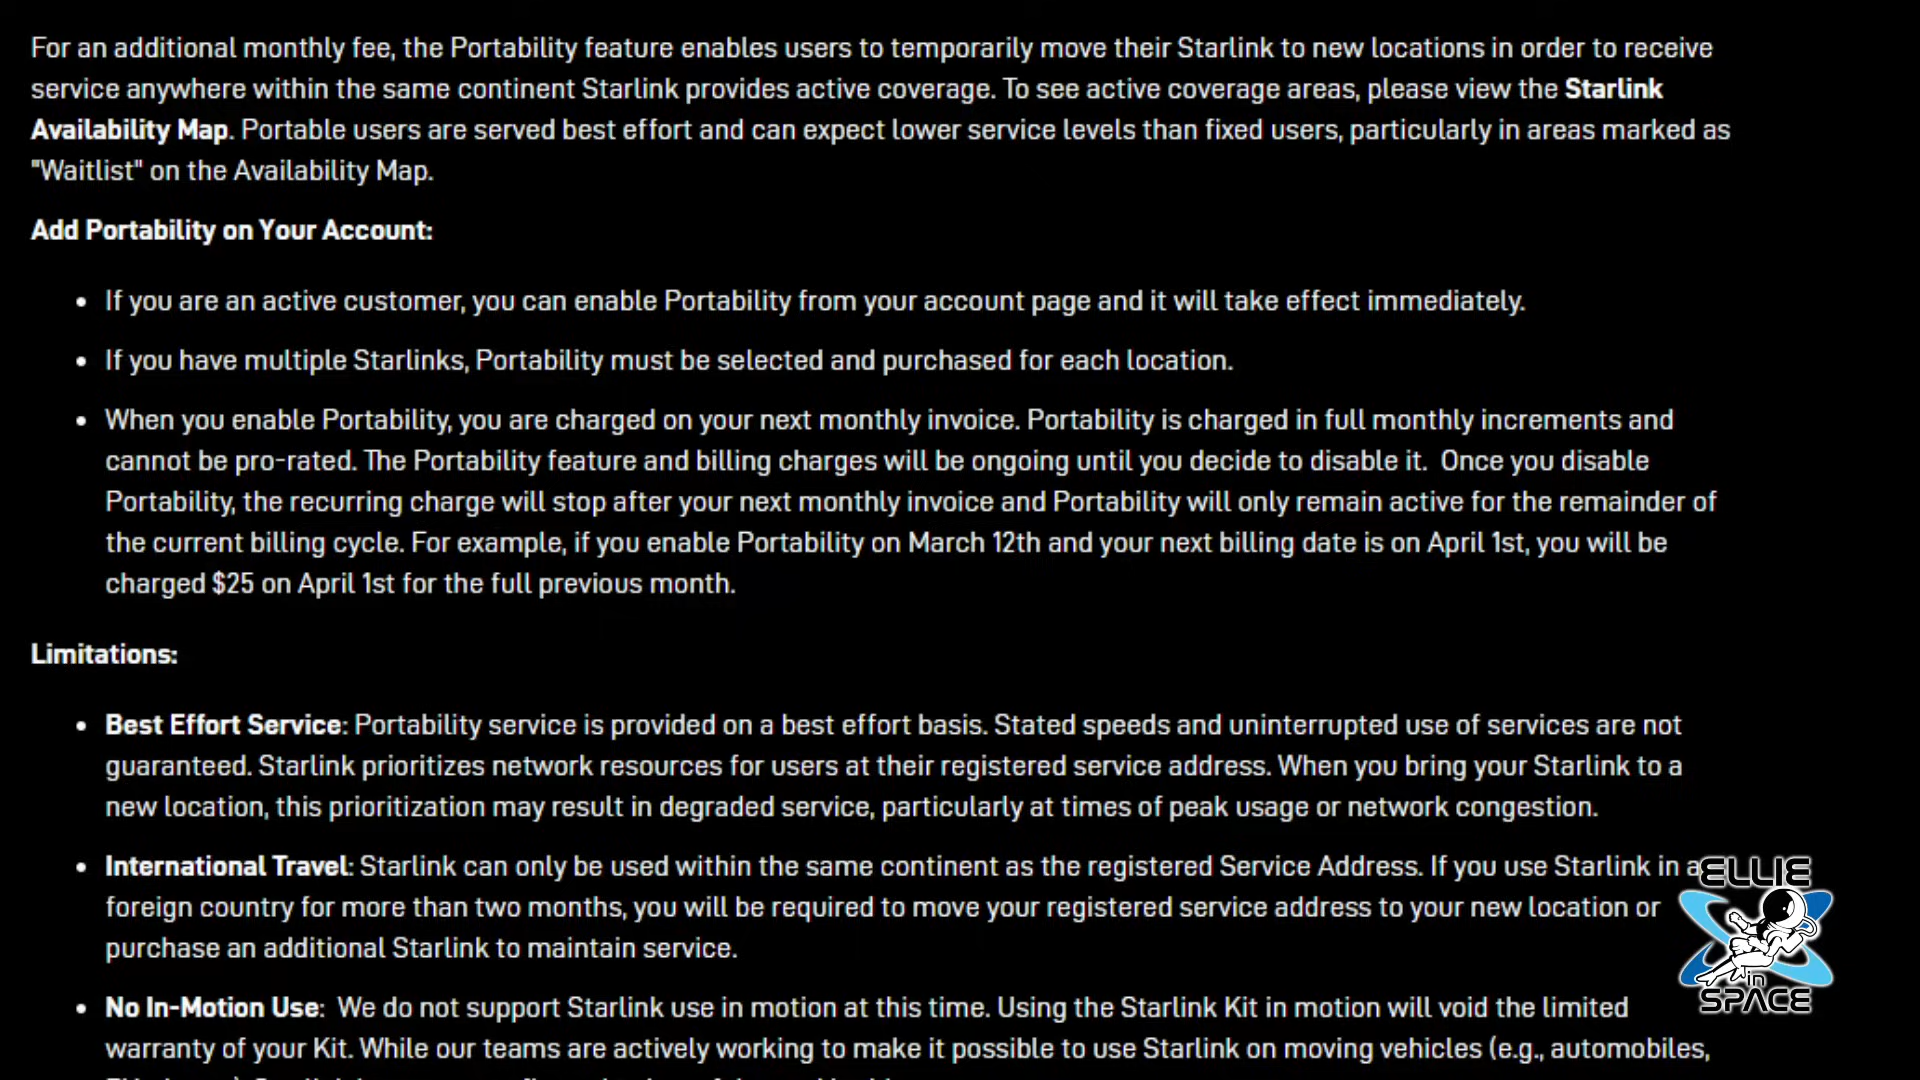 For an additional monthly fee, the Portability feature enables users to temporarily move their Starlink to new locations in order to receive
service anywhere within the same continent Starlink provides active coverage. To see active coverage areas, please view the Starlink
Availability Map. Portable users are served best effort and can expect lower service levels than fixed users, particularly in areas marked as
"Waitlist" on the Availability Map.
Add Portability on Your Account:
• If you are an active customer, you can enable Portability from your account page and it will take effect immediately.
• If you have multiple Starlinks, Portability must be selected and purchased for each location.
• When you enable Portability, you are charged on your next monthly invoice. Portability is charged in full monthly increments and
cannot be pro-rated. The Portability feature and billing charges will be ongoing until you decide to disable it. Once you disable
Portability, the recurring charge will stop after your next monthly invoice and Portability will only remain active for the remainder of
the current billing cycle. For example, if you enable Portability on March 12th and your next billing date is on April 1st, you will be
charged $25 on April 1st for the full previous month.
Limitations:
• Best Effort Service: Portability service is provided on a best effort basis. Stated speeds and uninterrupted use of services are not
guaranteed. Starlink prioritizes network resources for users at their registered service address. When you bring your Starlink to a
new location, this prioritization may result in degraded service, particularly at times of peak usage or network congestion.
• International Travel: Starlink can only be used within the same continent as the registered Service Address. If you use Starlink in a
foreign country for more than two months, you will be required to move your registered service address to your new location or
purchase an additional Starlink to maintain service.
• No In-Motion Use: We do not support Starlink use in motion at this time. Using the Starlink Kit in motion will void the limited
warranty of your Kit. While our teams are actively working to make it possible to use Starlink on moving vehicles (e.g., automobiles,
ELLIE
in
SPACE